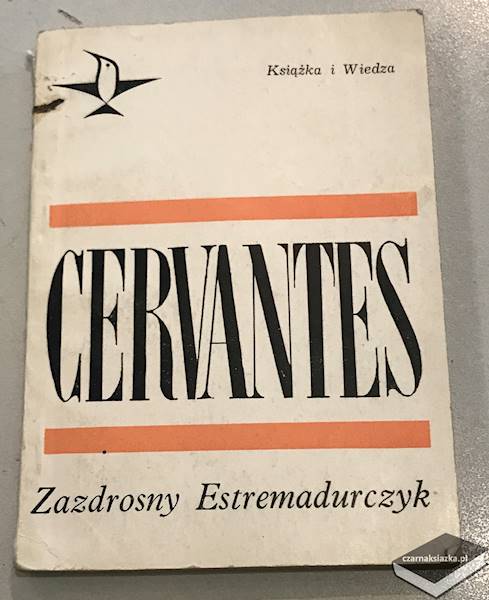 Książka i Wiedza
CERVANTES
Zazdrosny Estremadurczyk
czarnaksiazka.pl